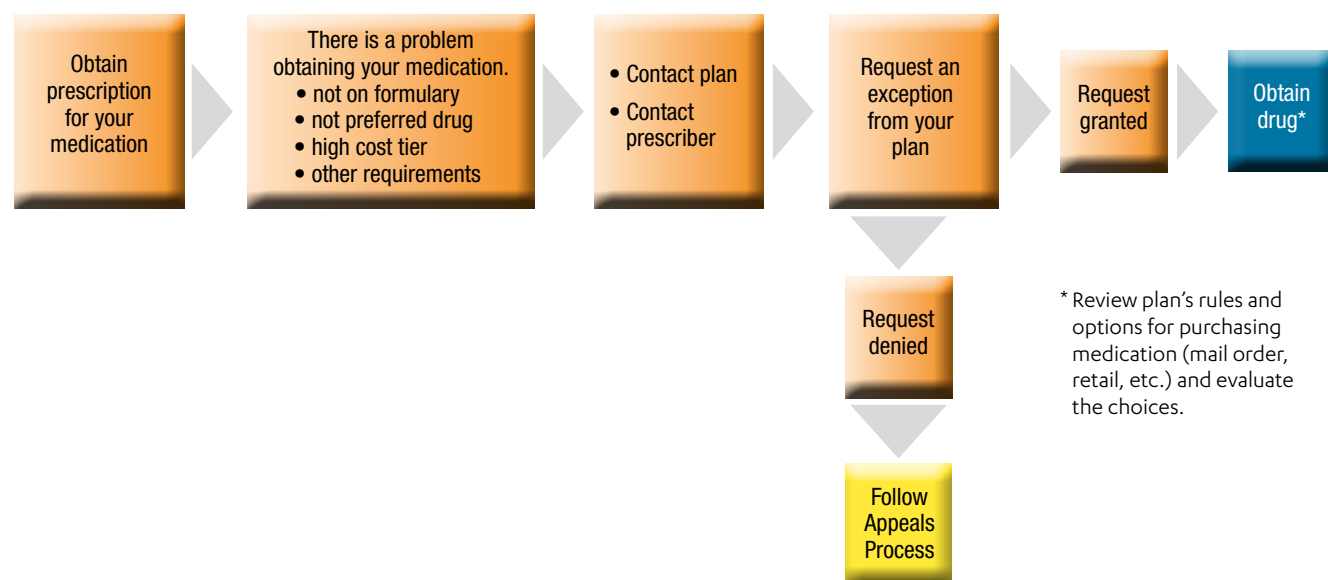 Obtain
prescription
for your
medication
There is a problem
obtaining your medication.
• not on formulary
• not preferred drug
• high cost tier
• other requirements
• Contact plan
• Contact
prescriber
Request an
exception
from your
plan
Request
granted
Obtain
drug*
Request
denied
* Review plan’s rules and
options for purchasing
medication (mail order,
retail, etc.) and evaluate
the choices.
Follow
Appeals
Process